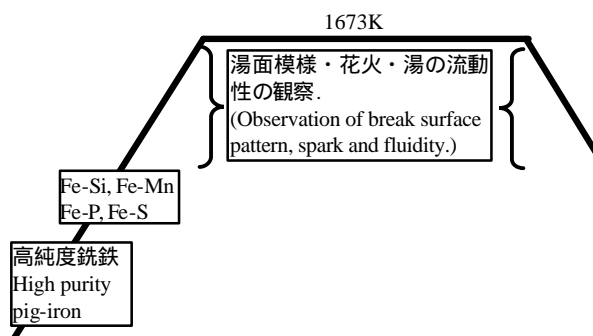 1673K
湯面模様・花火・湯の流動
性の観察.
(Observation of break surface
pattern, spark and fluidity.)
Fe-Si, Fe-Mn
Fe-P, Fe-S
高純度銑鉄
High purity
pig-iron